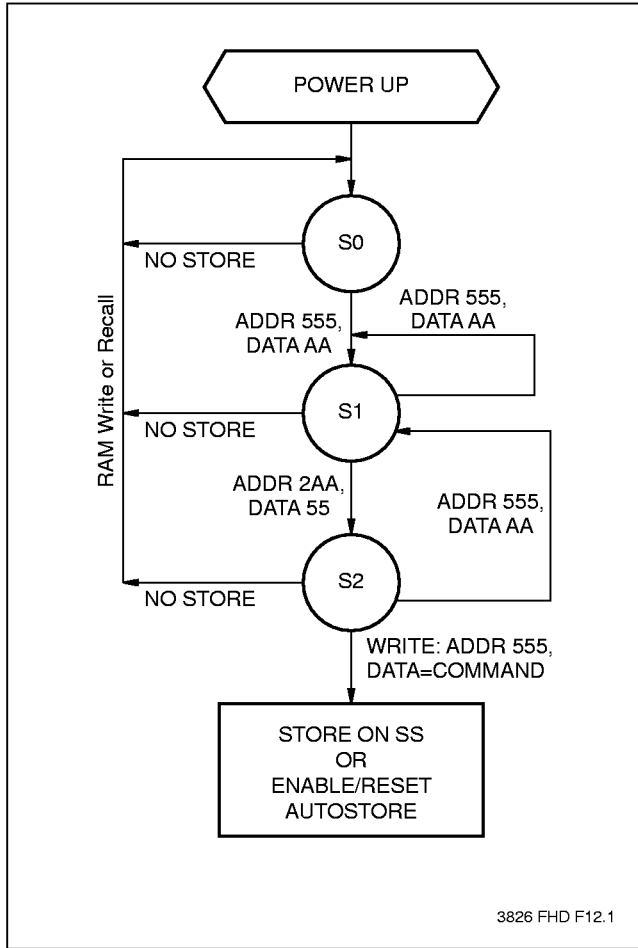 POWER UP
S0
NO STORE
ADDR 555,
DATA AA
ADDR 555,
DATA AA
RAM Write or Recall
S1
NO STORE
ADDR 2AA,
DATA 55
ADDR 555,
DATA AA
S2
NO STORE
WRITE: ADDR 555,
DATA=COMMAND
STORE ON SS
OR
ENABLE/RESET
AUTOSTORE
3826 FHD F12.1